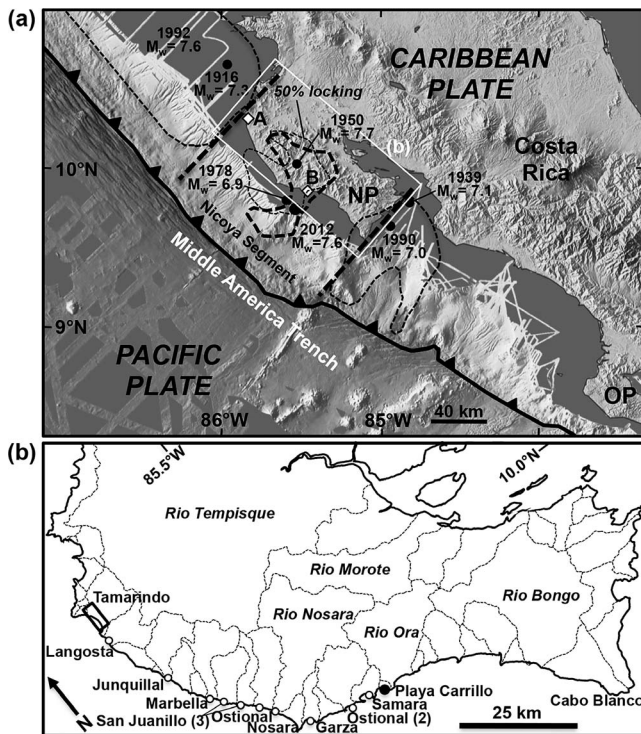 (a)
1992
Mw= 7.6
1916
Mw= 7.3
CARIBBEAN
PLATE
50% locking
A
1950
Mw= 7.7
(b)
Costa
Rica
10°N
1978
Mw= 6.9
B
NP
1939
Mw= 7.1
2012
Mw=7.6
1990
Mw= 7.0
Nicoya Segment
Middle America Trench
9°N
PACIFIC
PLATE
OP
86°W
85°W
40 km
(b)
85.5°W
10.0°N
Rio Tempisque
Rio Morote
Rio Nosara
Rio Bongo
Rio Ora
Tamarindo
Langosta
Junquillal
Marbella
San Juanillo (3)
Ostional
Nosara
Garza
Ostional (2)
Samara
Playa Carrillo
Cabo Blanco
N
25 km